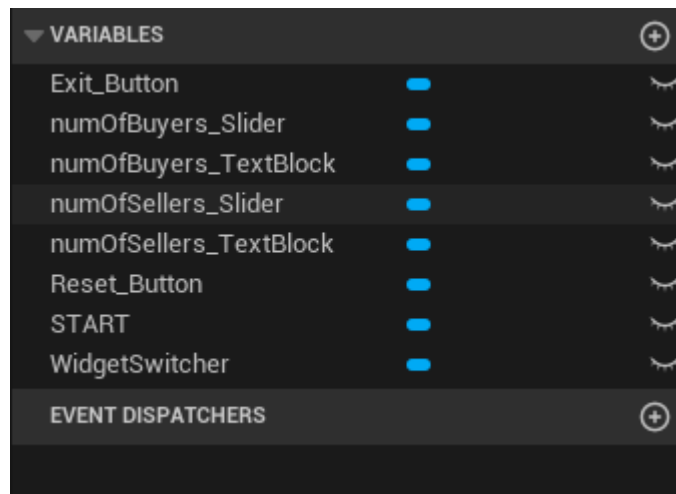 VARIABLES
Exit_Button
numOfBuyers_Slider
numOfBuyers_TextBlock
numOfSellers_Slider
numOfSellers_TextBlock
Reset_Button
START
WidgetSwitcher
EVENT DISPATCHERS